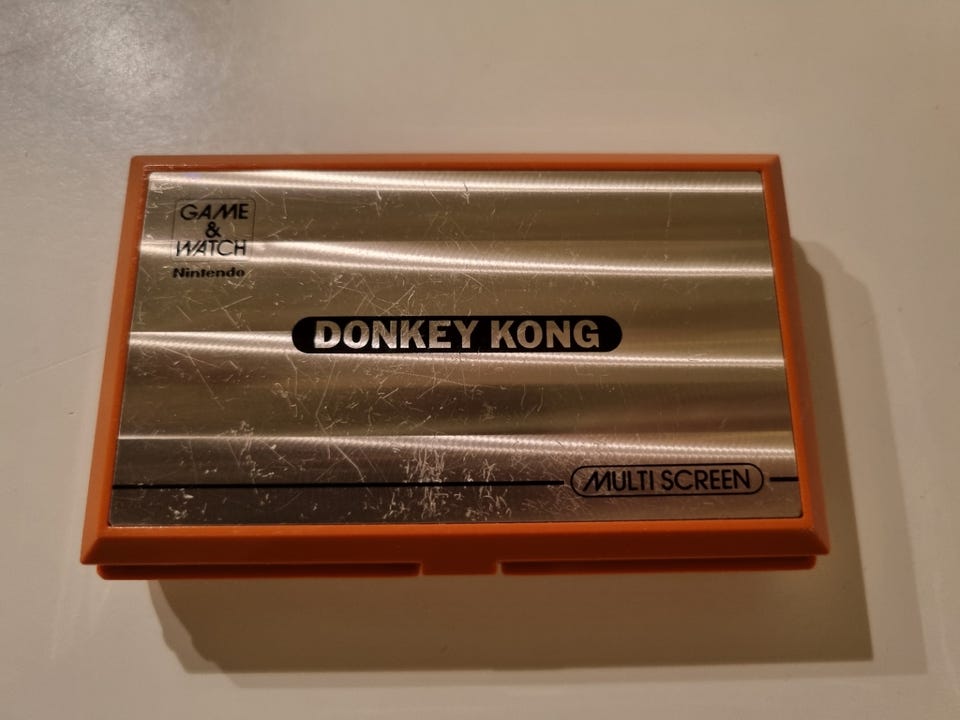 GAME
&
WATCH
Nintendo
DONKEY KONG
MULTI SCREEN